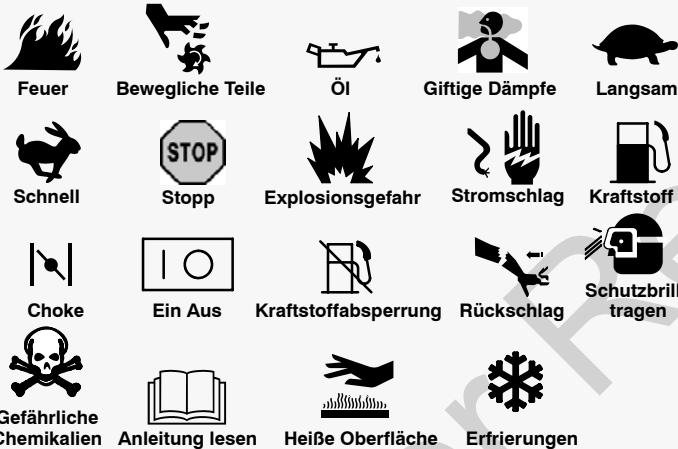 Feuer Bewegliche Teile Öl Giftige Dämpfe Langsam
STOP
Schnell Stopp Explosionsgefahr Stromschlag Kraftstoff
Choke Ein Aus Kraftstoffabsperrung Rückschlag Schutzbrill
tragen
Gefährliche
Chemikalien Anleitung lesen Heiße Oberfläche Erfrierungen